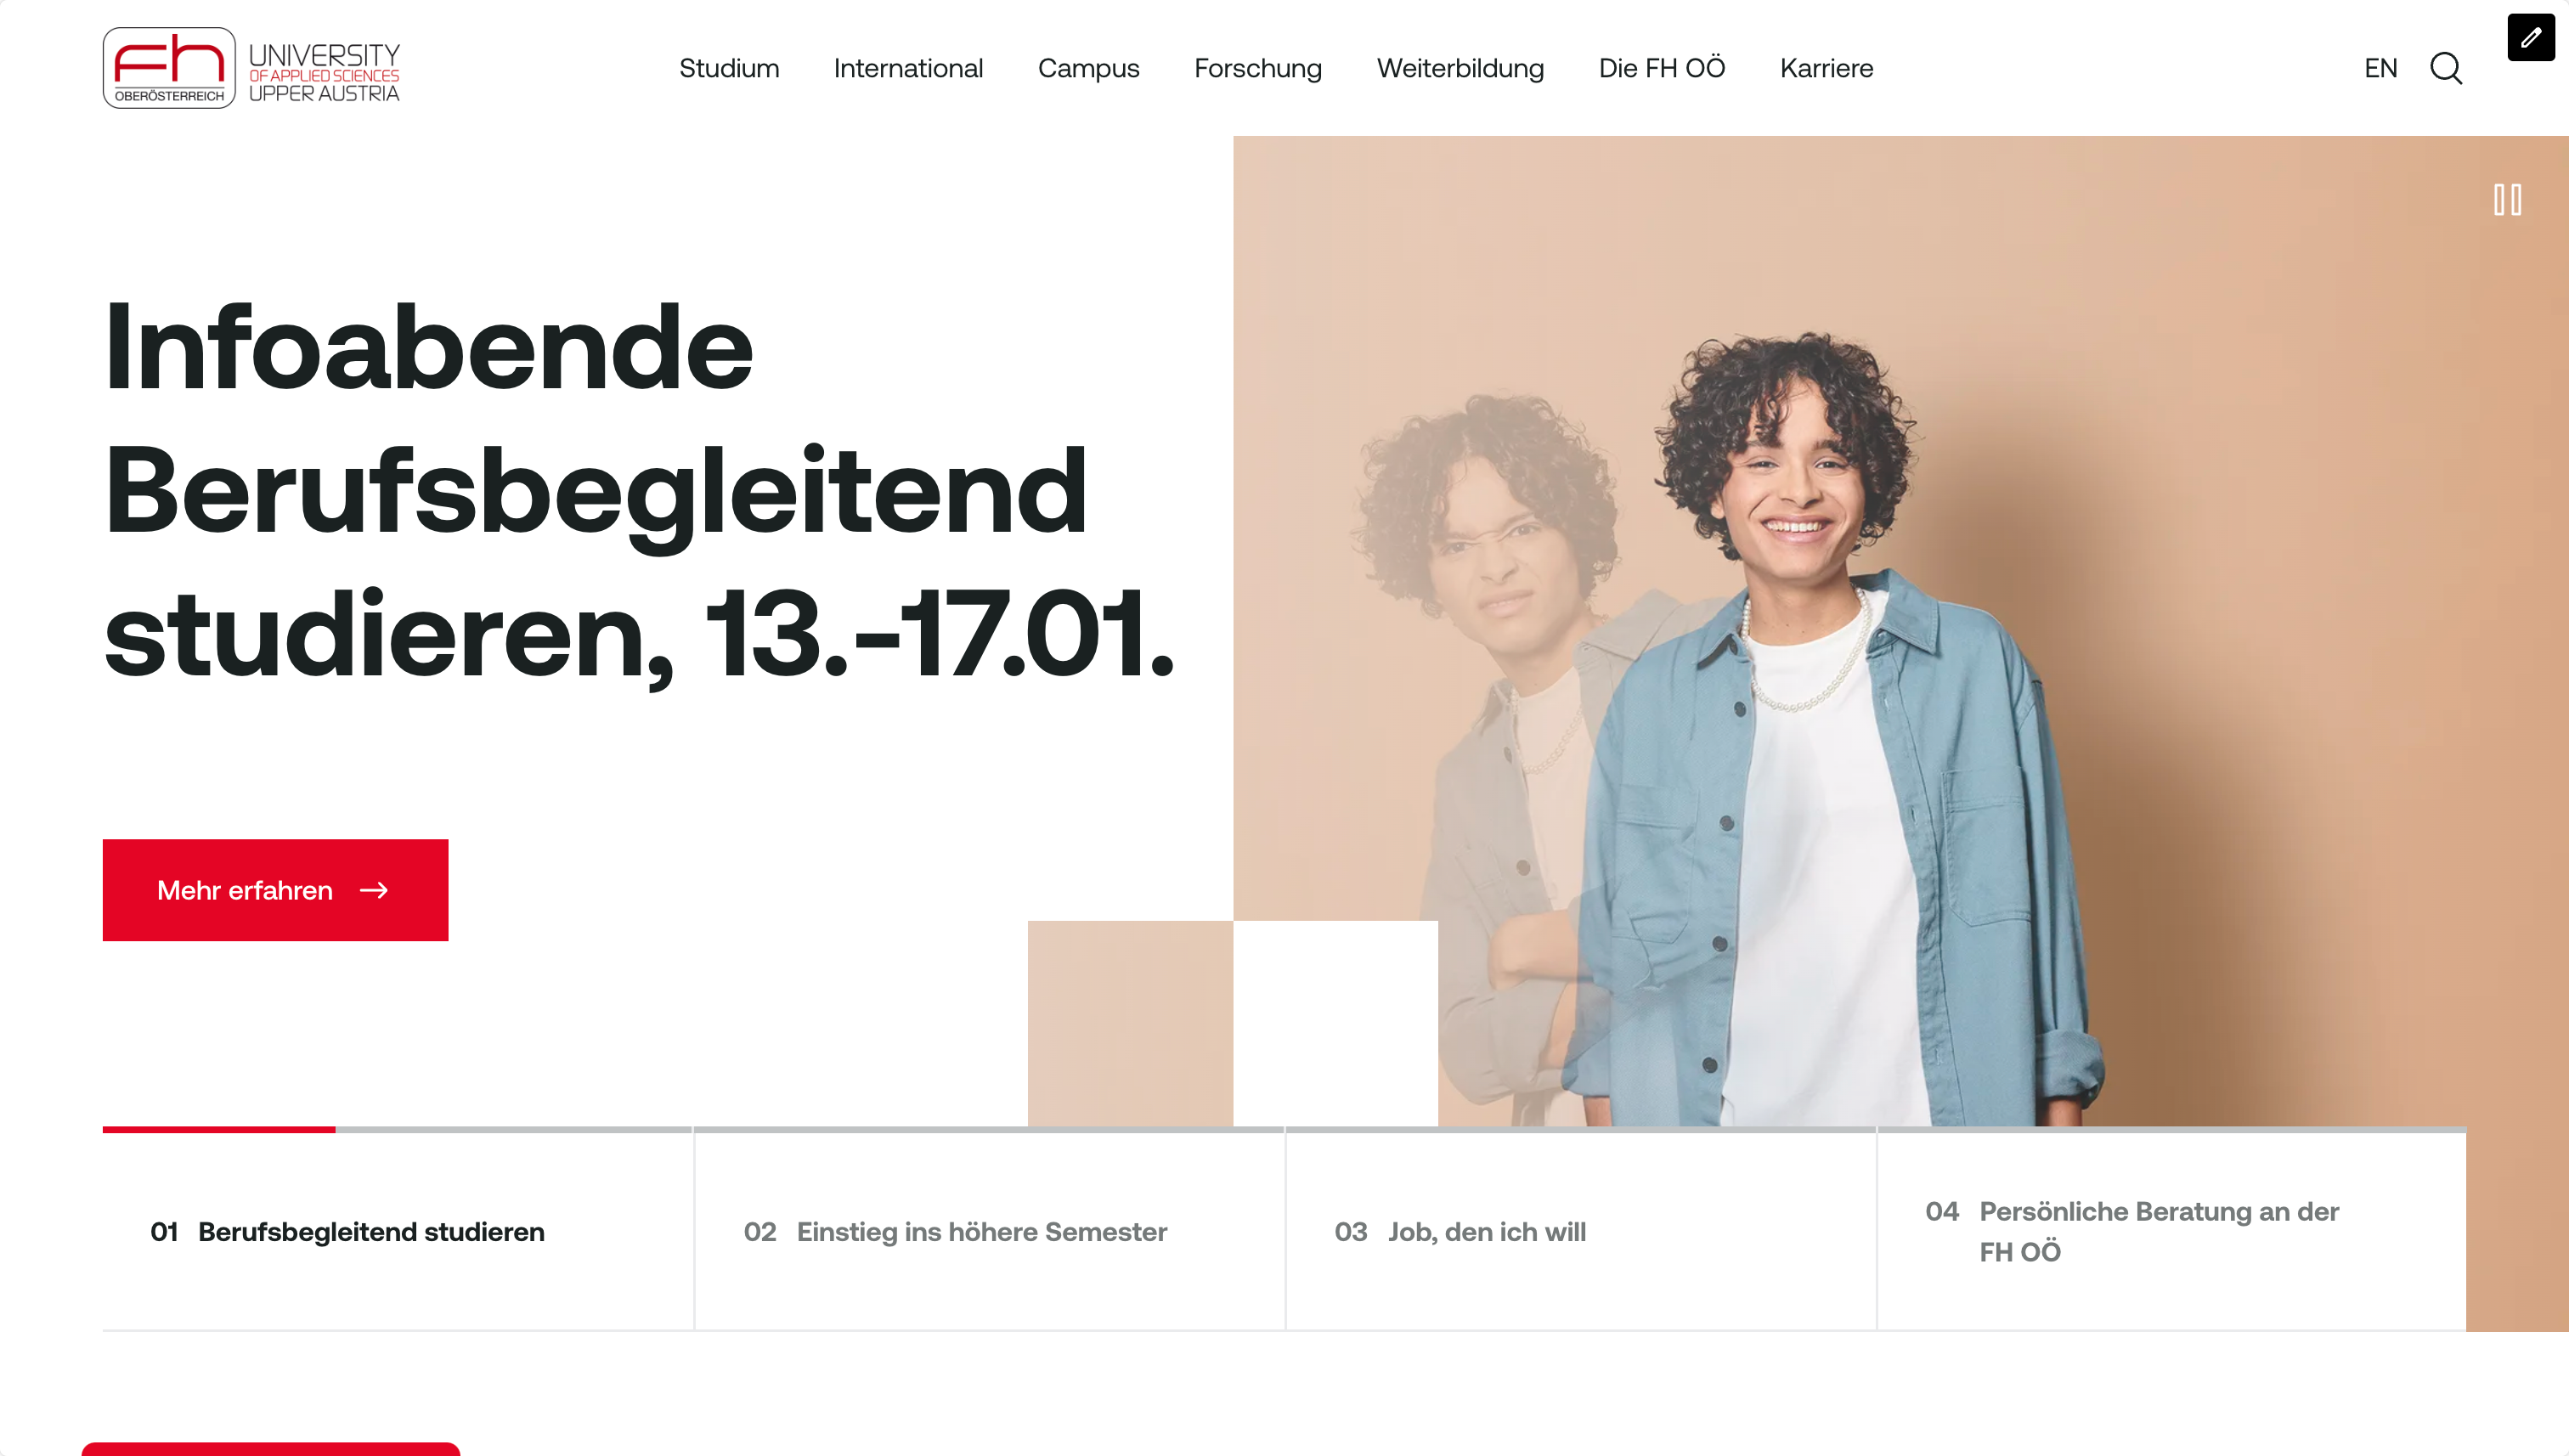 fh
OBERÖSTERREICH
UNIVERSITY
OF APPLIED SCIENCES
UPPER AUSTRIA
Studium
International
Campus
Forschung
Weiterbildung
Die FH OÖ
Karriere
EN
Infoabende
Berufsbegleitend
studieren, 13.-17.01.
Mehr erfahren
01 Berufsbegleitend studieren
02 Einstieg ins höhere Semester
03 Job, den ich will
04 Persönliche Beratung an der
FH OÖ